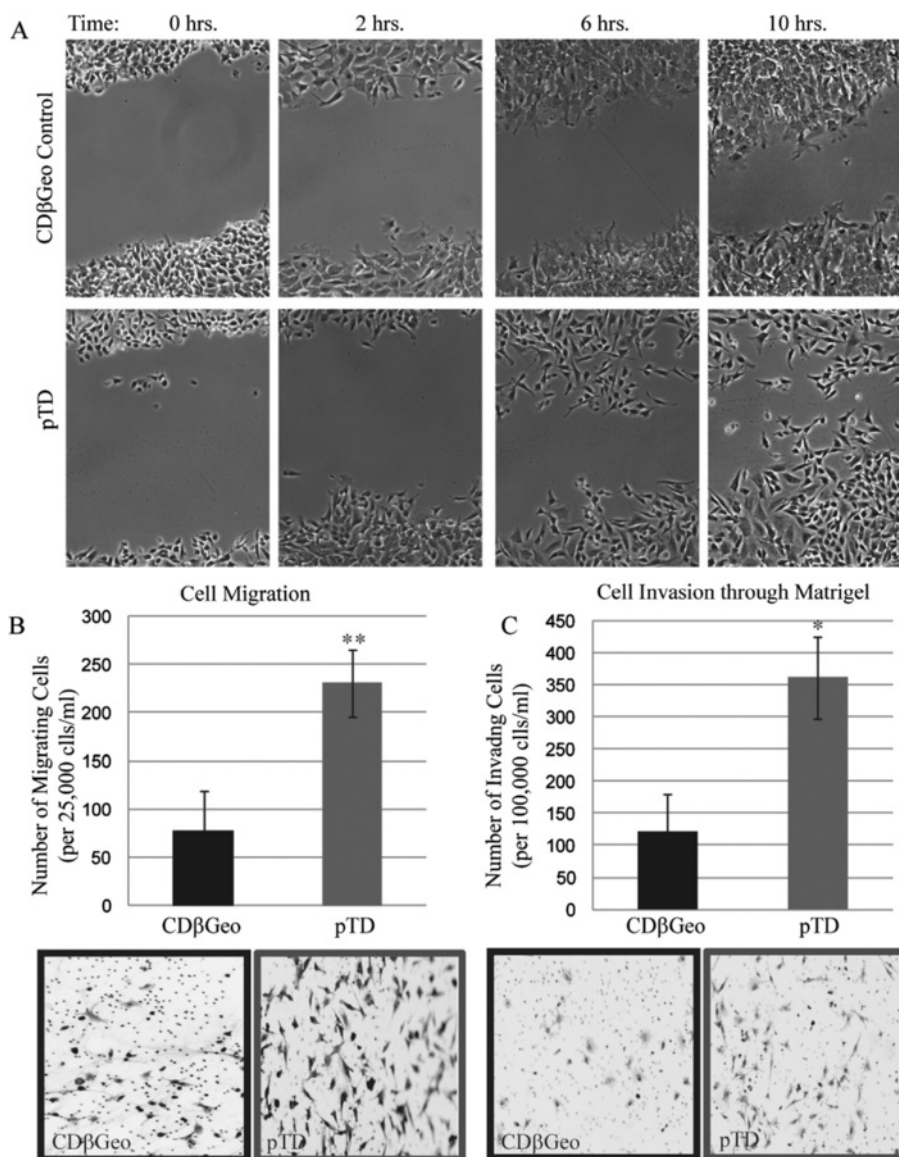 A
Time: 0 hrs. 2 hrs. 6 hrs. 10 hrs.
CDβGeo Control
pTD
B
Cell Migration
Number of Migrating Cells
(per 25,000 clls/ml)
300
250
200
150
100
50
0
**
CDβGeo pTD
CDβGeo
pTD
C
Cell Invasion through Matrigel
Number of Invadng Cells
(per 100,000 clls/ml)
450
400
350
300
250
200
150
100
50
0
*
CDβGeo pTD
CDβGeo
pTD